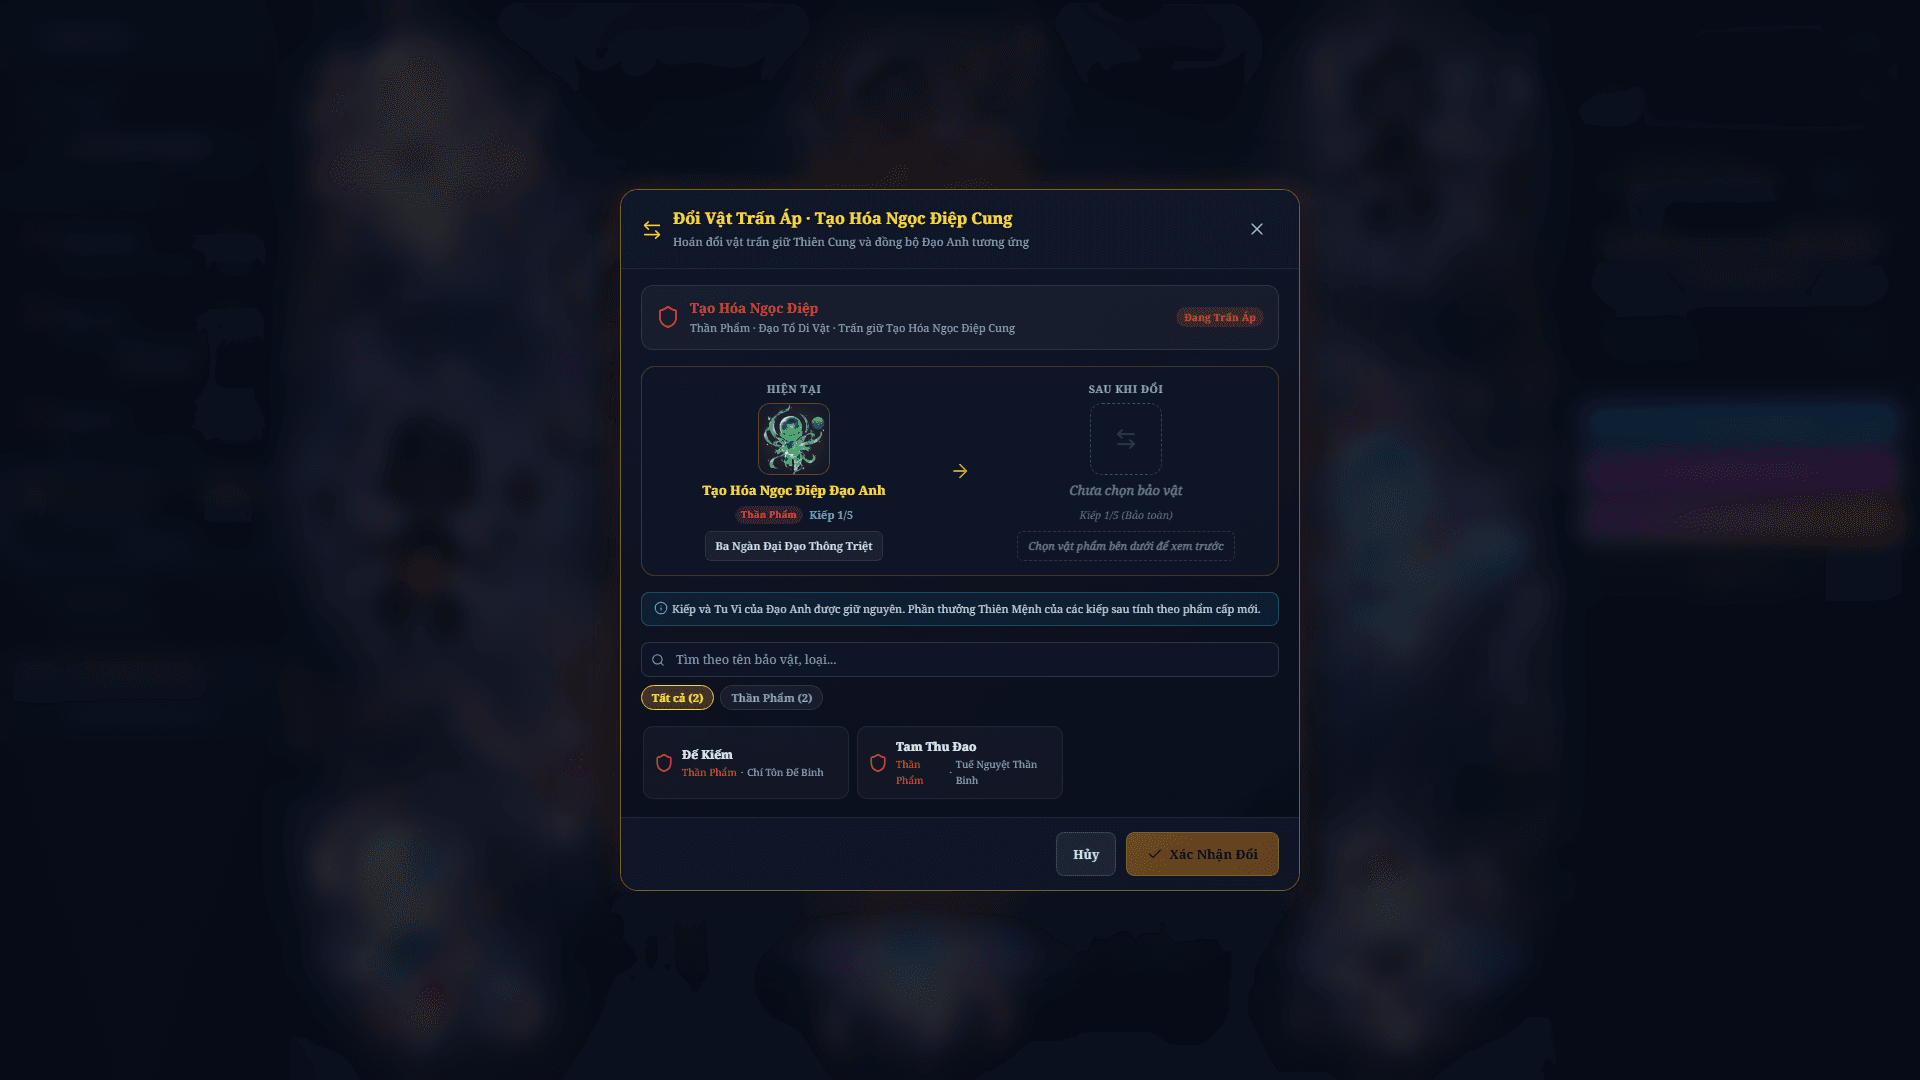 Đổi Vật Trấn Áp · Tạo Hóa Ngọc Điệp Cung
Hoán đổi vật trấn giữ Thiên Cung và đồng bộ Đạo Anh tương ứng
Tạo Hóa Ngọc Điệp
Thần Phẩm · Đạo Tổ Di Vật · Trấn giữ Tạo Hóa Ngọc Điệp Cung
Đang Trấn Áp
HIỆN TẠI
Tạo Hóa Ngọc Điệp Đạo Anh
Thần Phẩm Kiếp 1/5
Ba Ngàn Đại Đạo Thông Triệt
SAU KHI ĐỔI
Chưa chọn bảo vật
Kiếp 1/5 (Bảo toàn)
Chọn vật phẩm bên dưới để xem trước
Kiếp và Tu Vi của Đạo Anh được giữ nguyên. Phần thưởng Thiên Mệnh của các kiếp sau tính theo phẩm cấp mới.
Tìm theo tên bảo vật, loại...
Tất cả (2)
Thần Phẩm (2)
Đế Kiếm
Thần Phẩm · Chí Tôn Đế Binh
Tam Thu Đao
Thần Phẩm · Tuế Nguyệt Thần Binh
Hủy
Xác Nhận Đổi